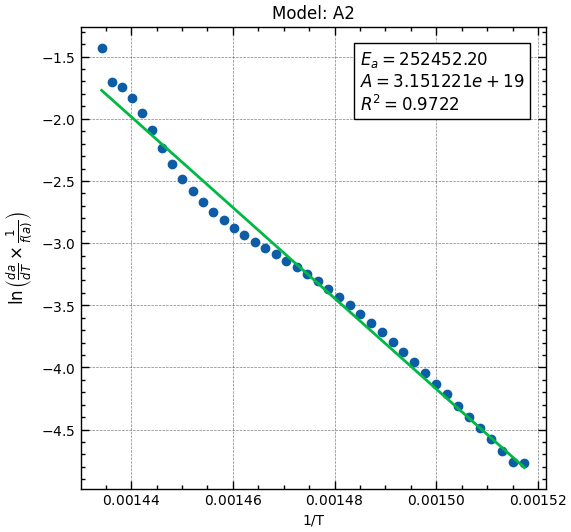 Model: A2
E_a = 252452.20
A = 3.151221e + 19
R^2 = 0.9722
−1.5
−2.0
−2.5
−3.0
−3.5
−4.0
−4.5
ln (da/dT × 1/f(a))
0.00144 0.00146 0.00148 0.00150 0.00152
1/T